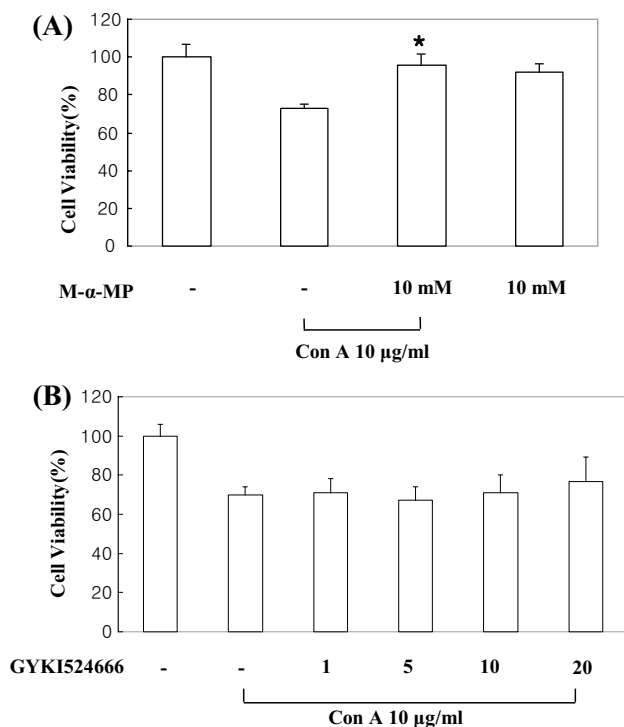 (A)
120
100
80
60
40
20
0
Cell Viability(%)
*
M-α-MP - - 10 mM 10 mM
Con A 10 μg/ml
(B)
120
100
80
60
40
20
0
Cell Viability(%)
GYKI524666 - - 1 5 10 20
Con A 10 μg/ml